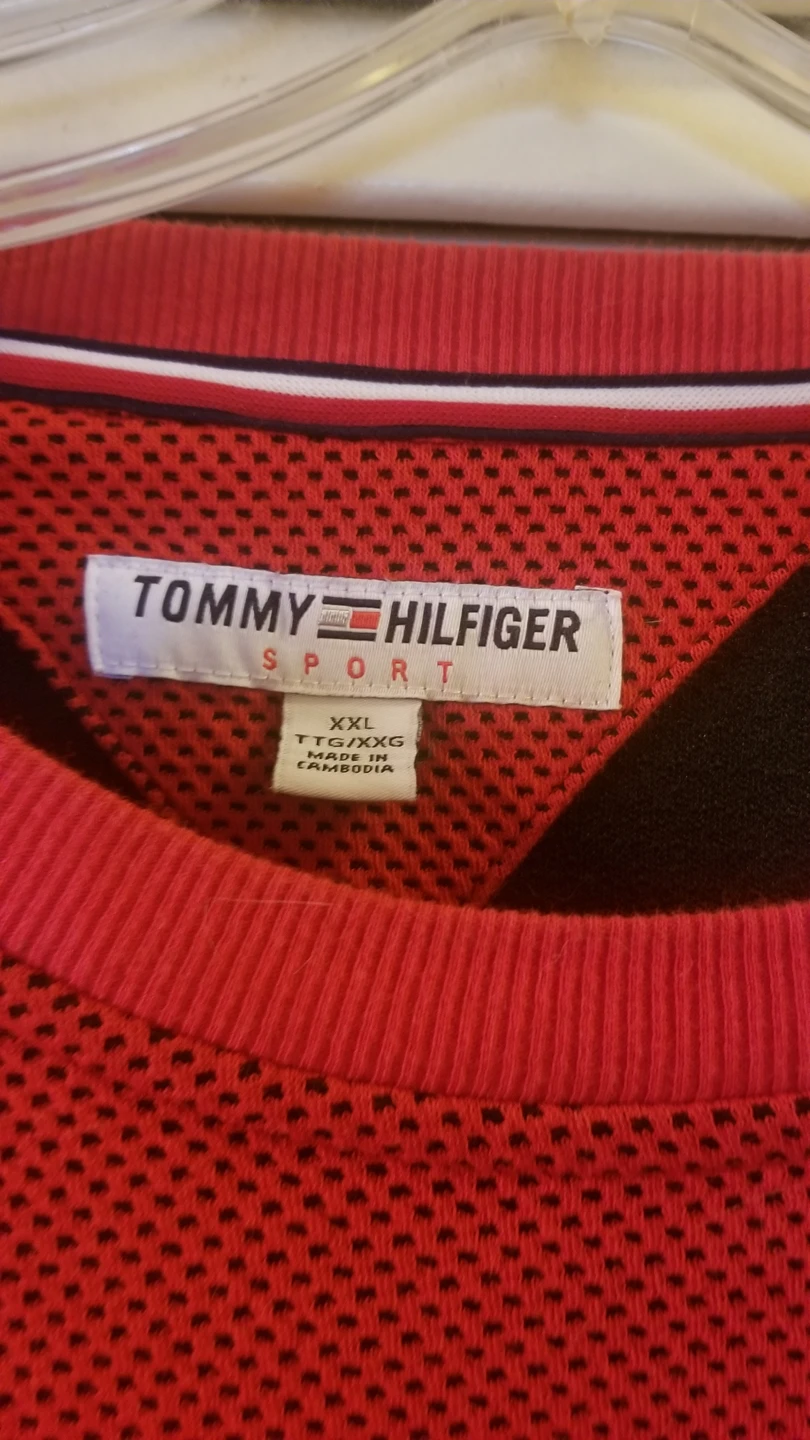 TOMMY HILFIGER
SPORT
XXL
TTG/XXG
MADE IN
CAMBODIA